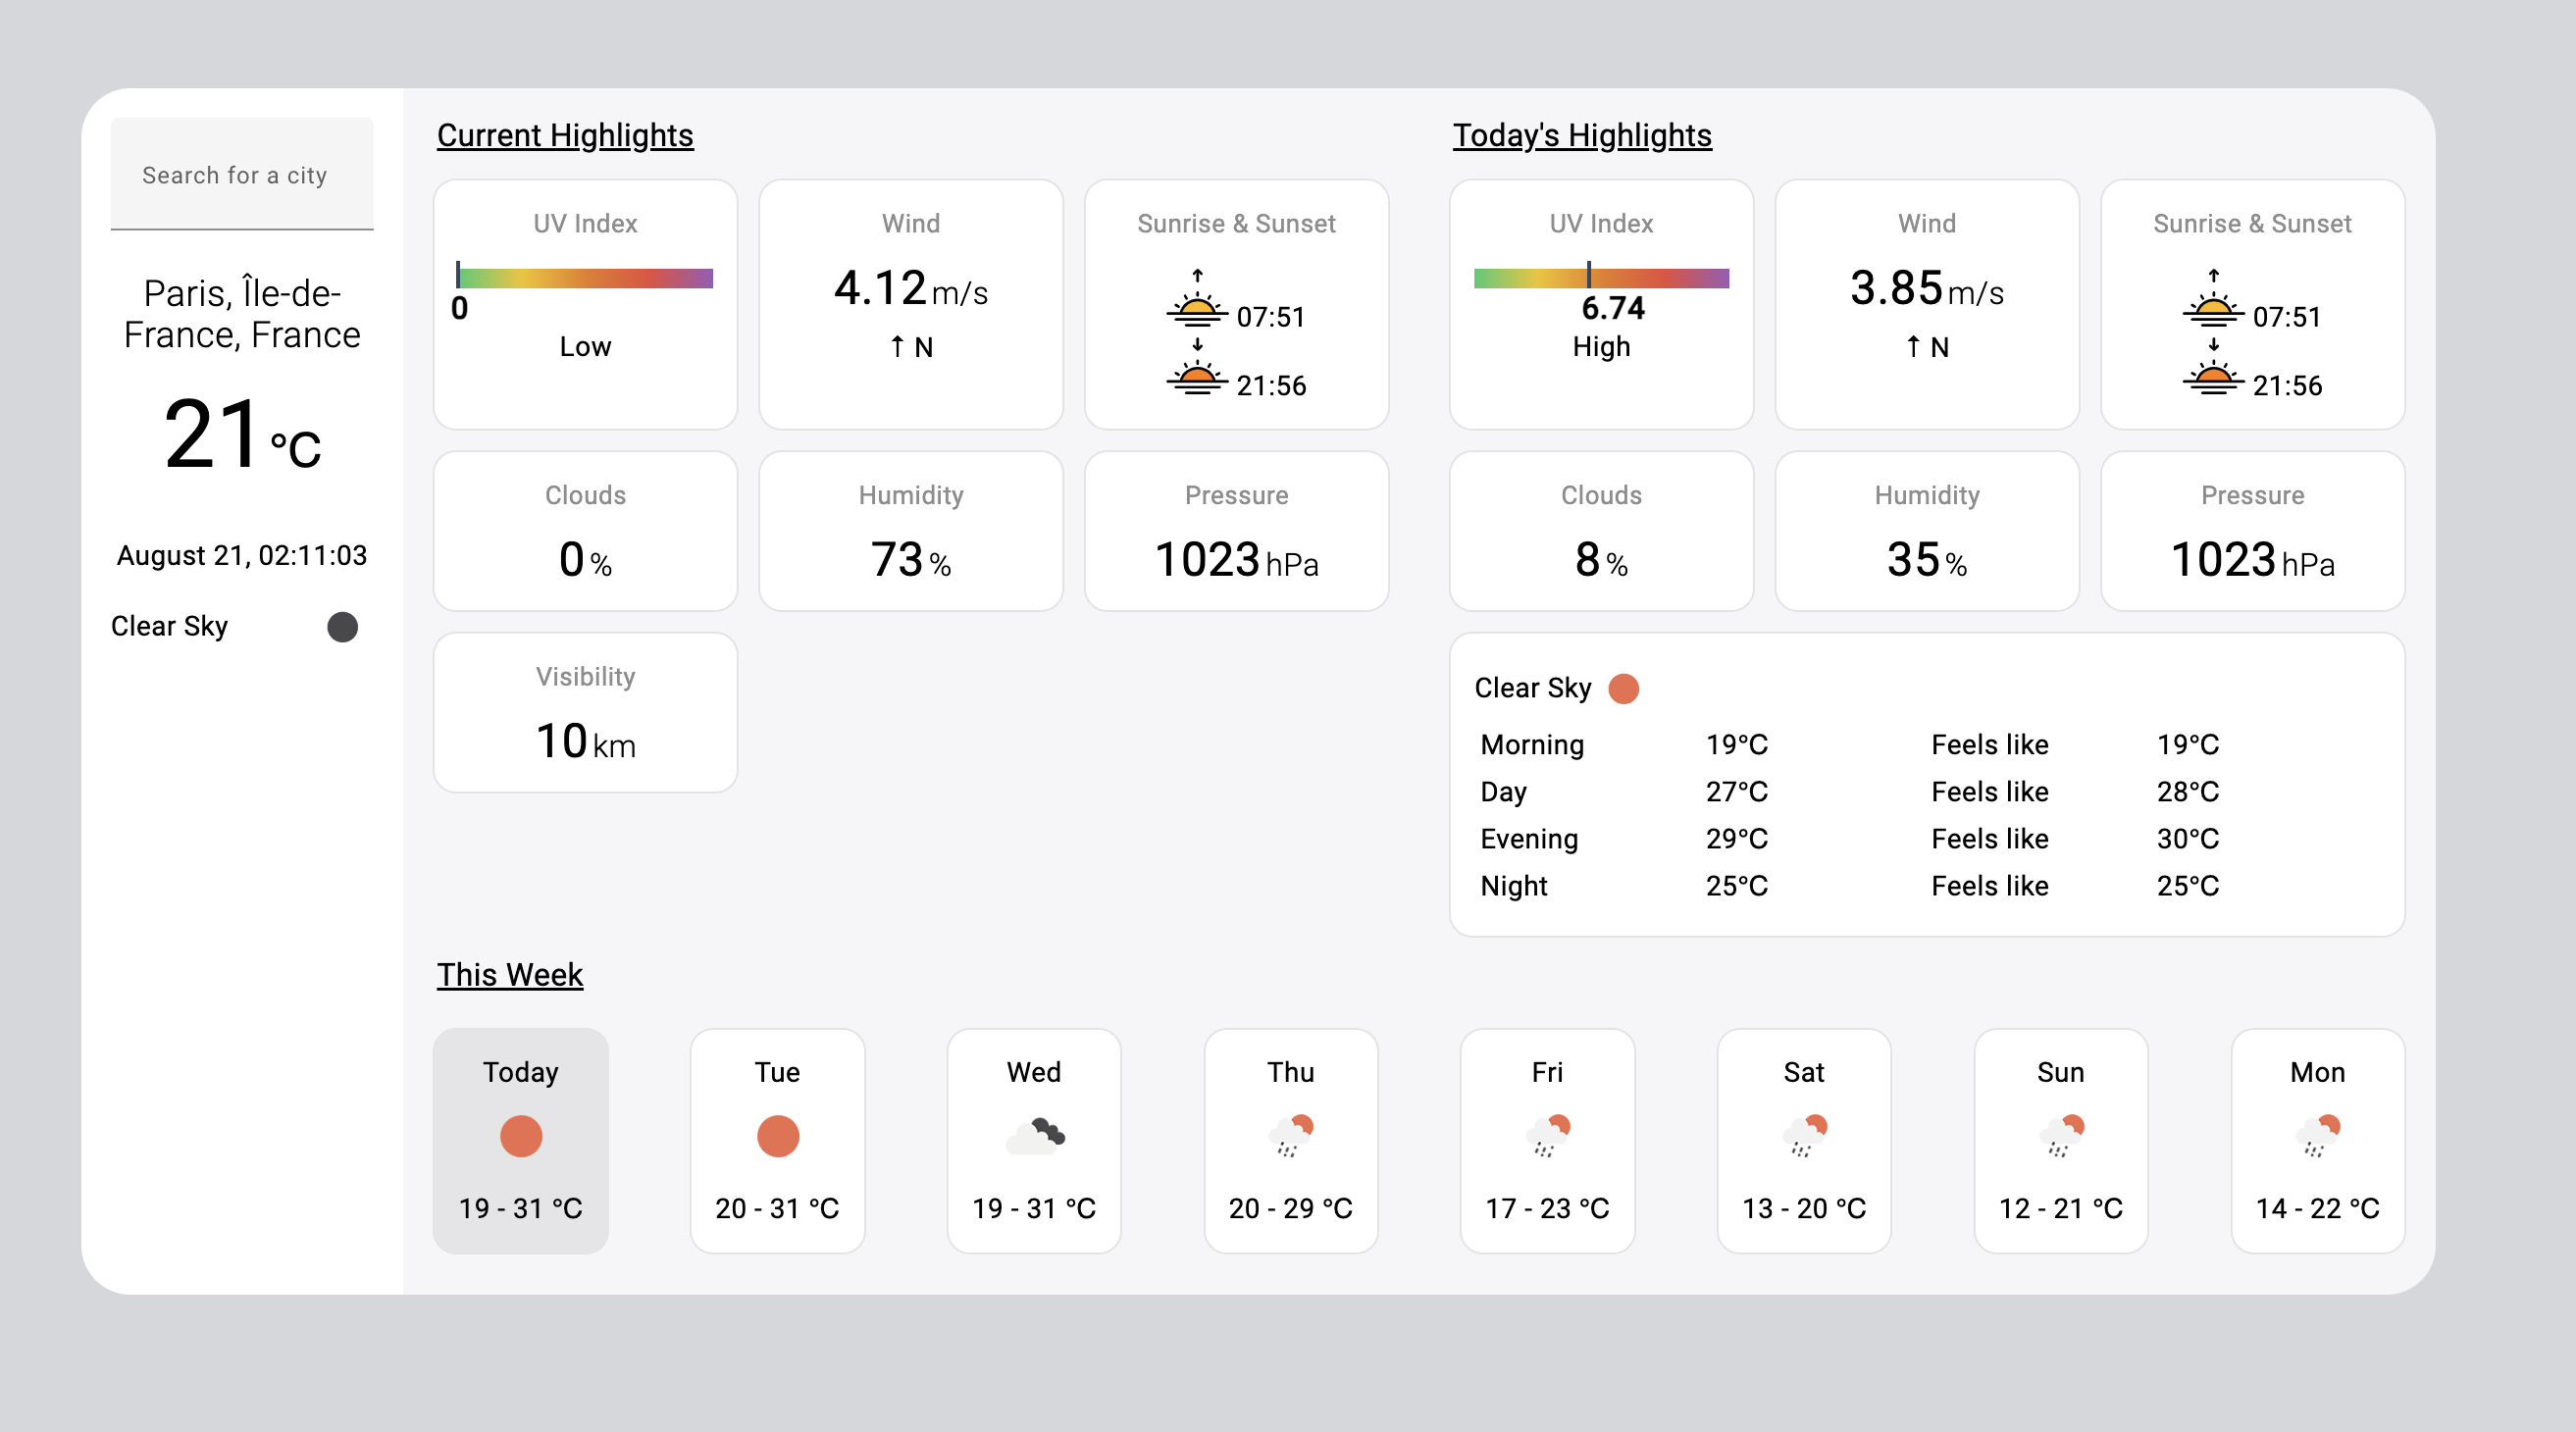 Search for a city
Paris, Île-de-
France, France
21 °C
August 21, 02:11:03
Clear Sky
Current Highlights
UV Index
0
Low
Wind
4.12 m/s
↑ N
Sunrise & Sunset
07:51
21:56
Clouds
0 %
Humidity
73 %
Pressure
1023 hPa
Visibility
10 km
Today's Highlights
UV Index
6.74
High
Wind
3.85 m/s
↑ N
Sunrise & Sunset
07:51
21:56
Clouds
8 %
Humidity
35 %
Pressure
1023 hPa
Clear Sky
Morning 19°C Feels like 19°C
Day 27°C Feels like 28°C
Evening 29°C Feels like 30°C
Night 25°C Feels like 25°C
This Week
Today
19 - 31 °C
Tue
20 - 31 °C
Wed
19 - 31 °C
Thu
20 - 29 °C
Fri
17 - 23 °C
Sat
13 - 20 °C
Sun
12 - 21 °C
Mon
14 - 22 °C